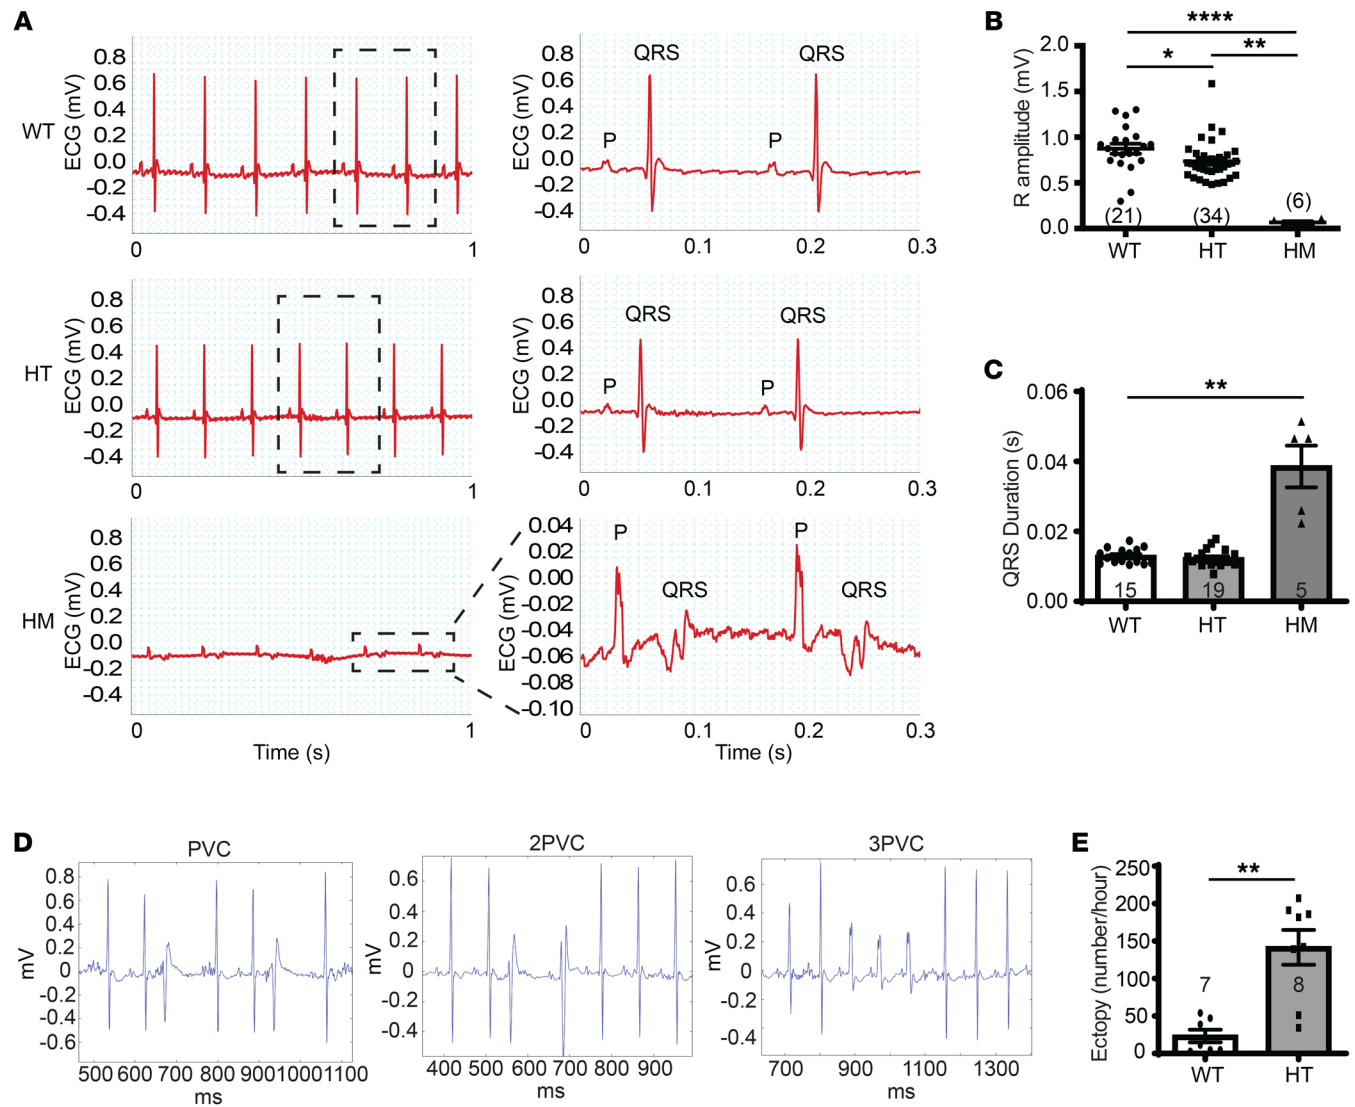 A
WT
ECG (mV)
0.8
0.6
0.4
0.2
0.0
-0.2
-0.4
0
1
QRS
P
P
QRS
ECG (mV)
0.8
0.6
0.4
0.2
0.0
-0.2
-0.4
0
0.1
0.2
0.3
HT
ECG (mV)
0.8
0.6
0.4
0.2
0.0
-0.2
-0.4
0
1
QRS
P
P
QRS
ECG (mV)
0.8
0.6
0.4
0.2
0.0
-0.2
-0.4
0
0.1
0.2
0.3
HM
ECG (mV)
0.8
0.6
0.4
0.2
0.0
-0.2
-0.4
0
1
Time (s)
P
QRS
P
QRS
ECG (mV)
0.04
0.02
0.00
-0.02
-0.04
-0.06
-0.08
-0.10
0
0.1
0.2
0.3
Time (s)
B
R amplitude (mV)
2.0
1.5
1.0
0.5
0.0
****
*
**
(21)
(34)
(6)
WT
HT
HM
C
QRS Duration (s)
0.06
0.04
0.02
0.00
**
15
19
5
WT
HT
HM
D
PVC
mV
0.8
0.6
0.4
0.2
0
-0.2
-0.4
-0.6
500 600 700 800 900 1000 1100
ms
2PVC
mV
0.6
0.4
0.2
0
-0.2
-0.4
400 500 600 700 800 900
ms
3PVC
mV
0.6
0.4
0.2
0
-0.2
-0.4
700 900 1100 1300
ms
E
Ectopy (number/hour)
250
200
150
100
50
0
**
7
8
WT
HT